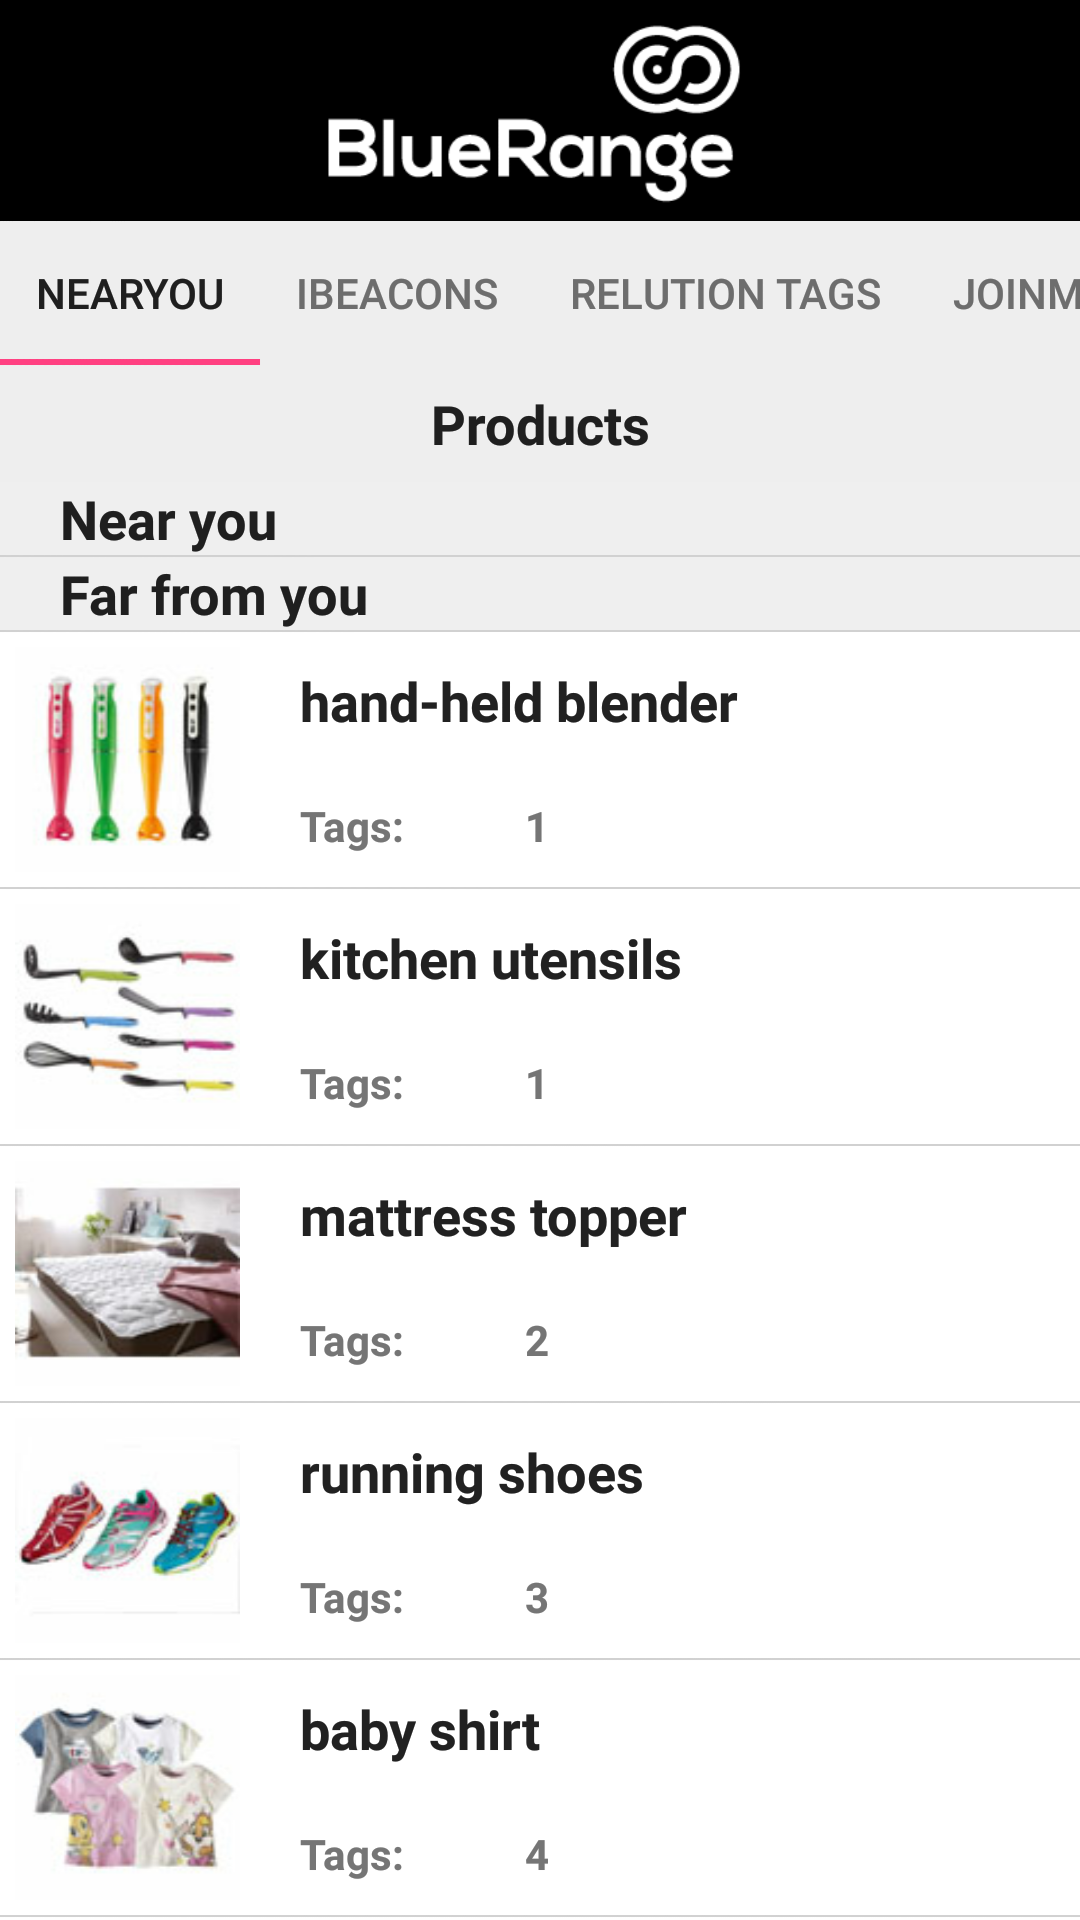 BlueRange
NEARYOU IBEACONS RELUTION TAGS JOINM
Products
Near you
Far from you
hand-held blender
Tags: 1
kitchen utensils
Tags: 1
mattress topper
Tags: 2
running shoes
Tags: 3
baby shirt
Tags: 4